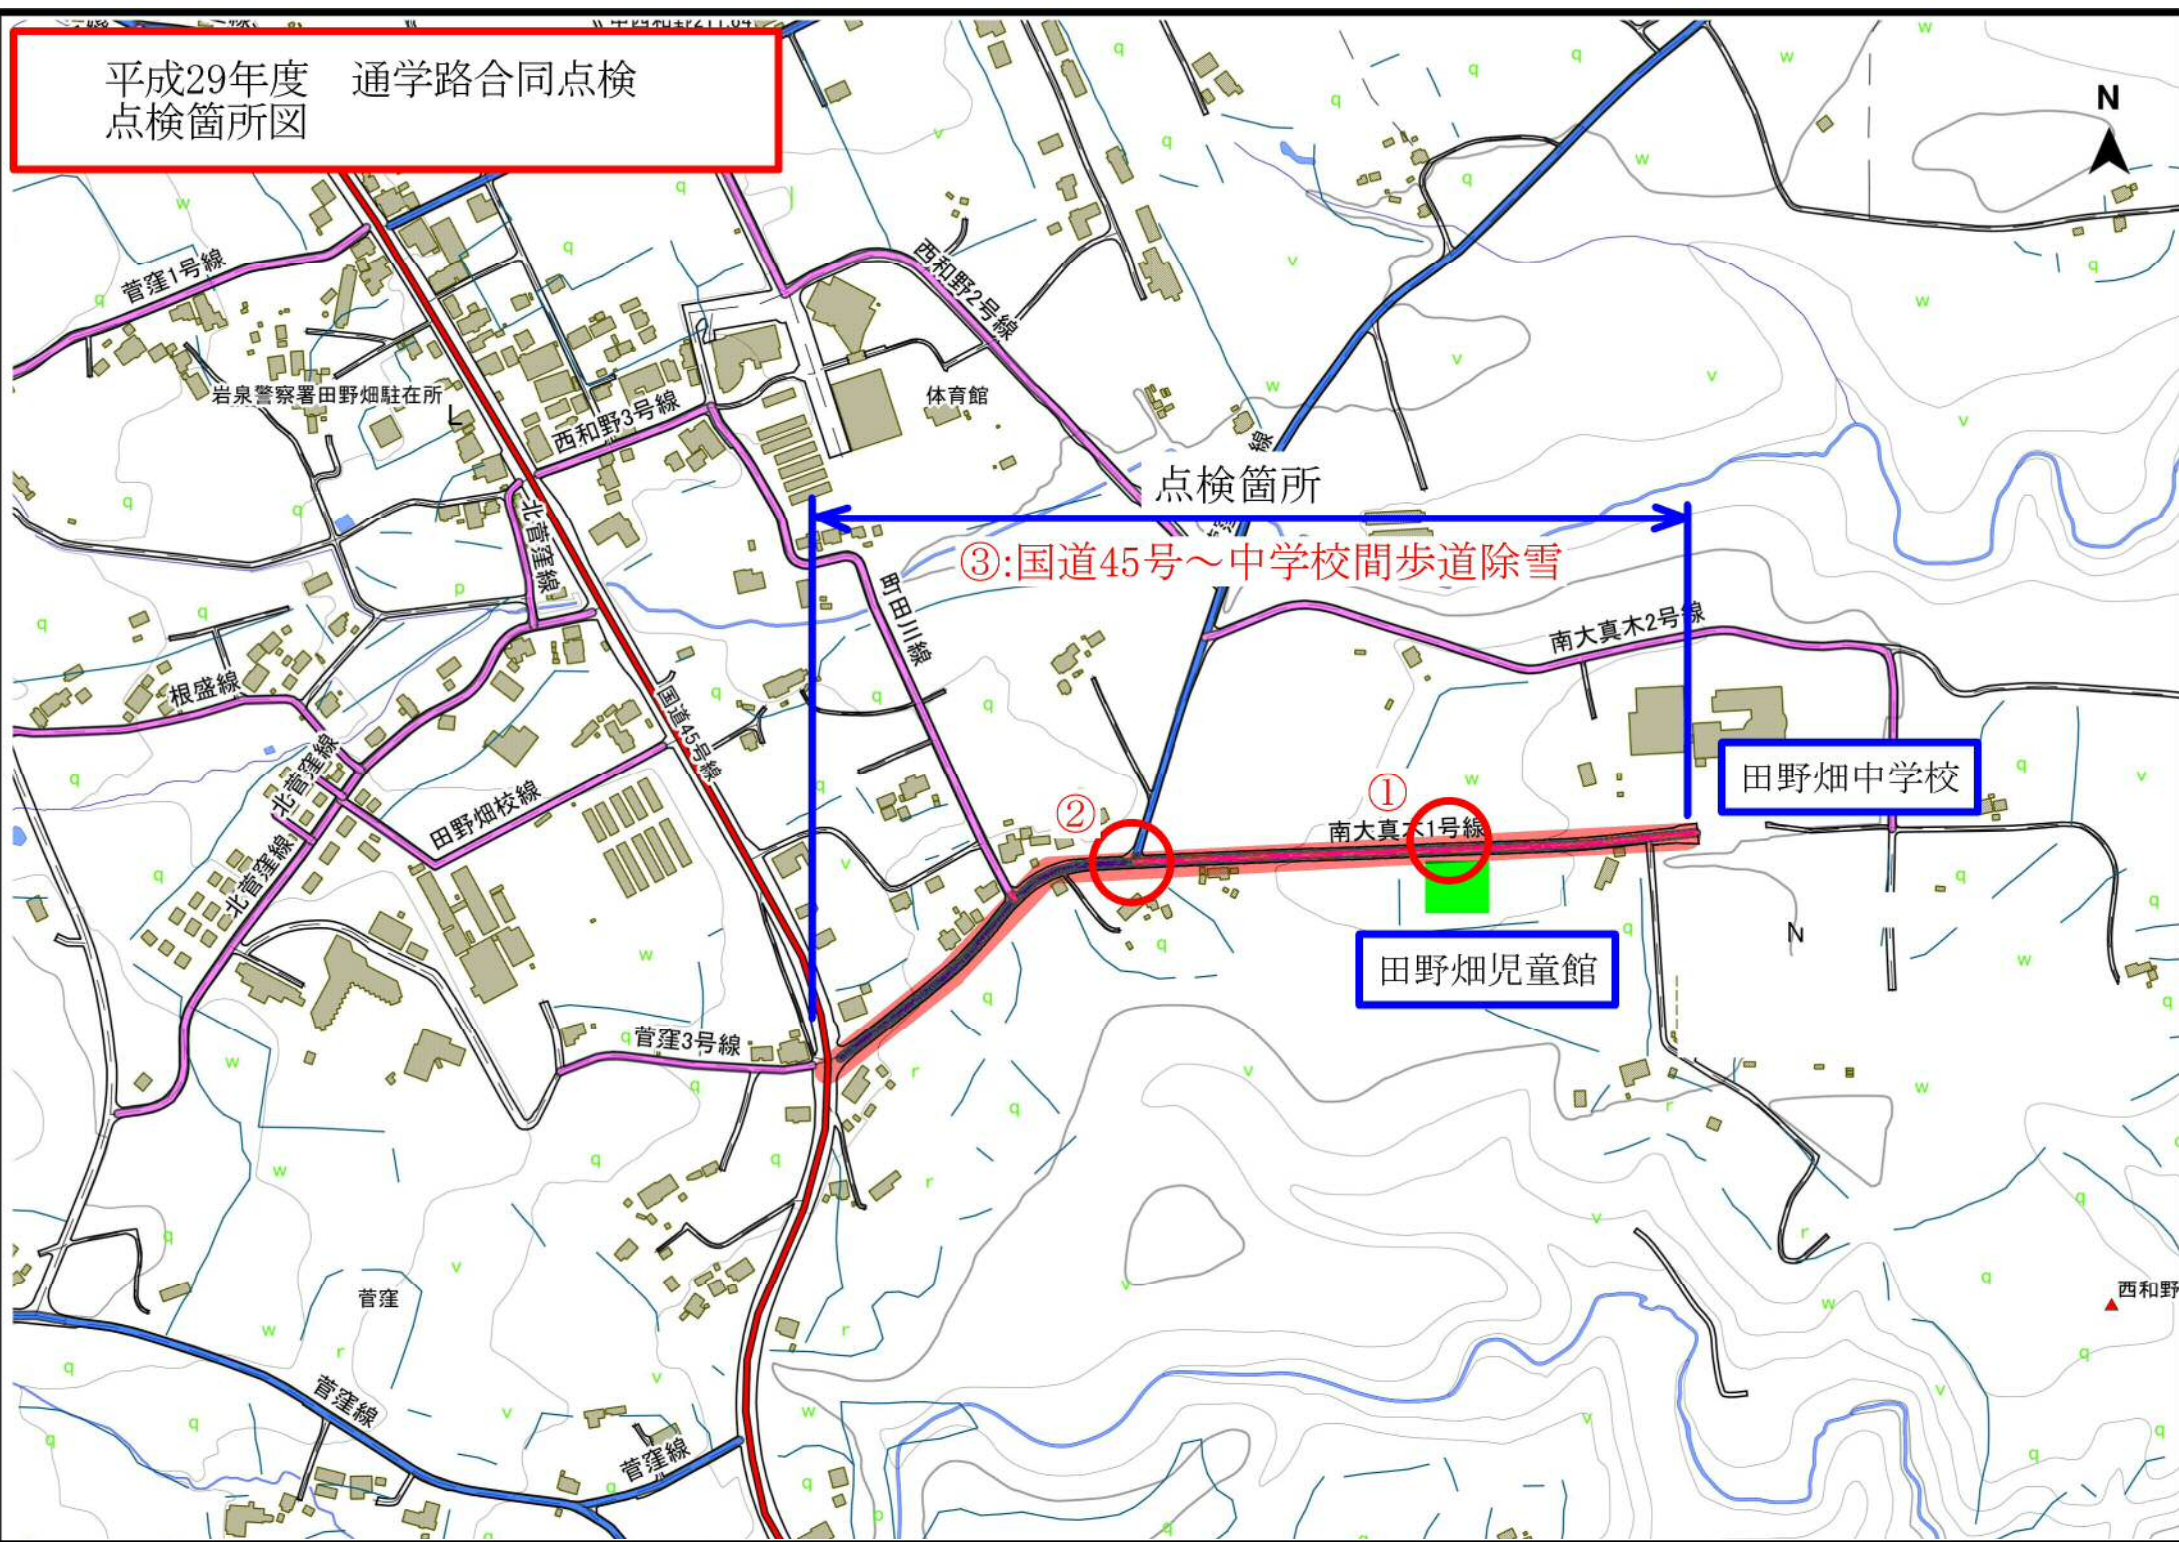 平成29年度　通学路合同点検
点検箇所図
N
菅窪1号線
西和野2号線
岩泉警察署田野畑駐在所
体育館
西和野3号線
線
点検箇所
北菅窪線
③:国道45号～中学校間歩道除雪
町田川線
南大真木2号線
根盛線
国道45号線
北菅窪線
田野畑中学校
田野畑校線
①
②
南大真木1号線
北菅窪線
N
田野畑児童館
菅窪3号線
菅窪
西和野
菅窪線
菅窪線